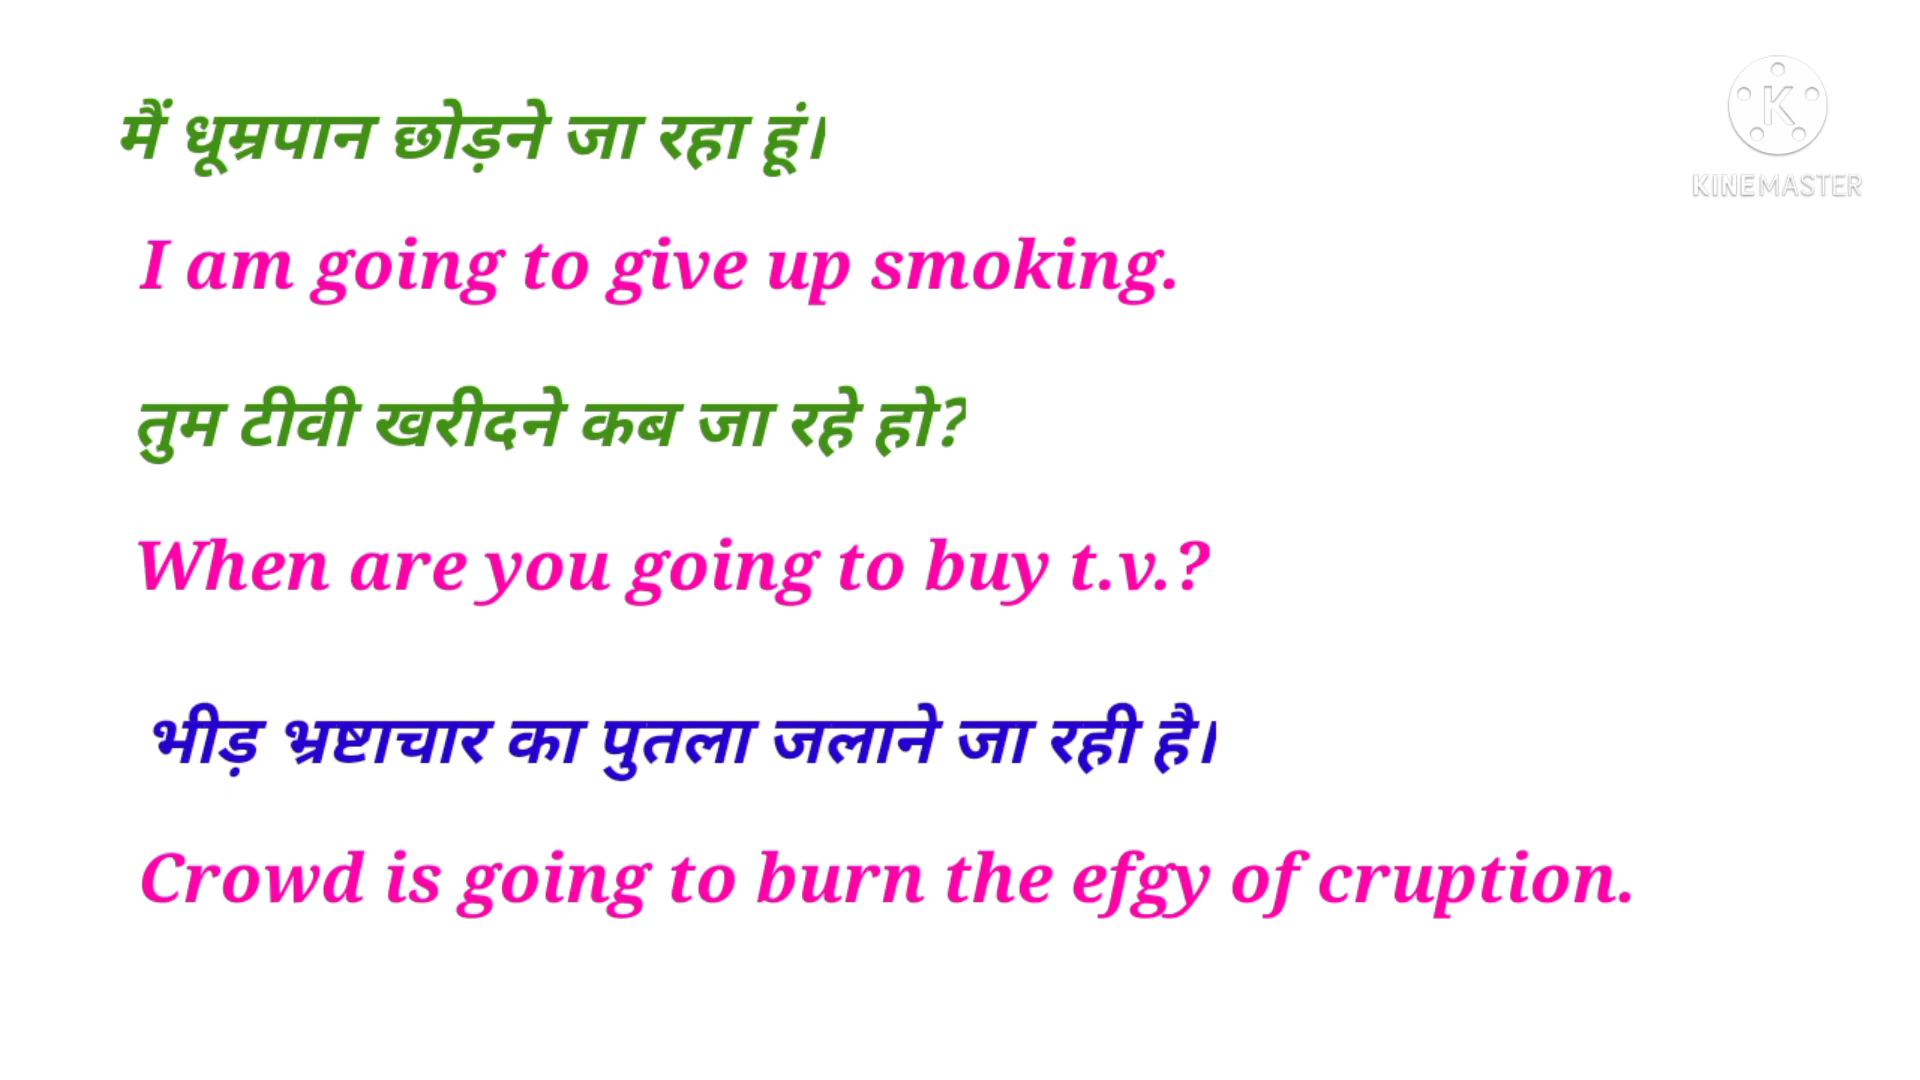 मैं धूम्रपान छोड़ने जा रहा हूं।
K
KINEMASTER
I am going to give up smoking.
तुम टीवी खरीदने कब जा रहे हो?
When are you going to buy t.v.?
भीड़ भ्रष्टाचार का पुतला जलाने जा रही है।
Crowd is going to burn the efgy of cruption.